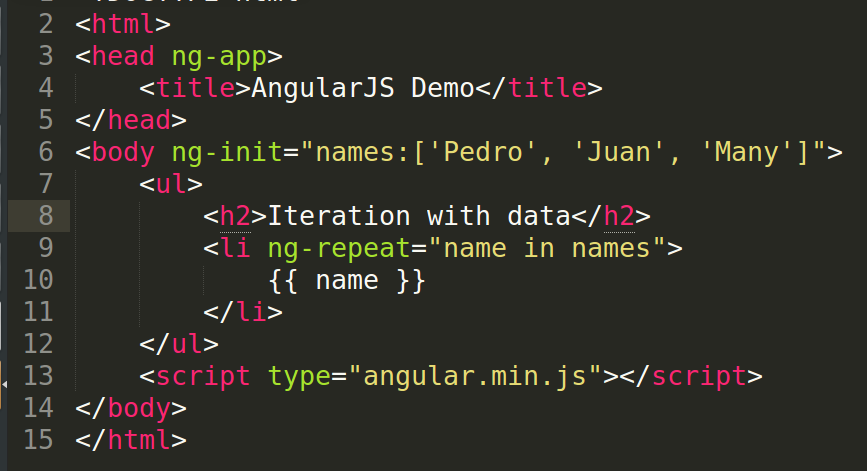 2 <html>
3 <head ng-app>
4     <title>AngularJS Demo</title>
5 </head>
6 <body ng-init="names:['Pedro', 'Juan', 'Many']">
7     <ul>
8         <h2>Iteration with data</h2>
9         <li ng-repeat="name in names">
10             {{ name }}
11         </li>
12     </ul>
13     <script type="angular.min.js"></script>
14 </body>
15 </html>